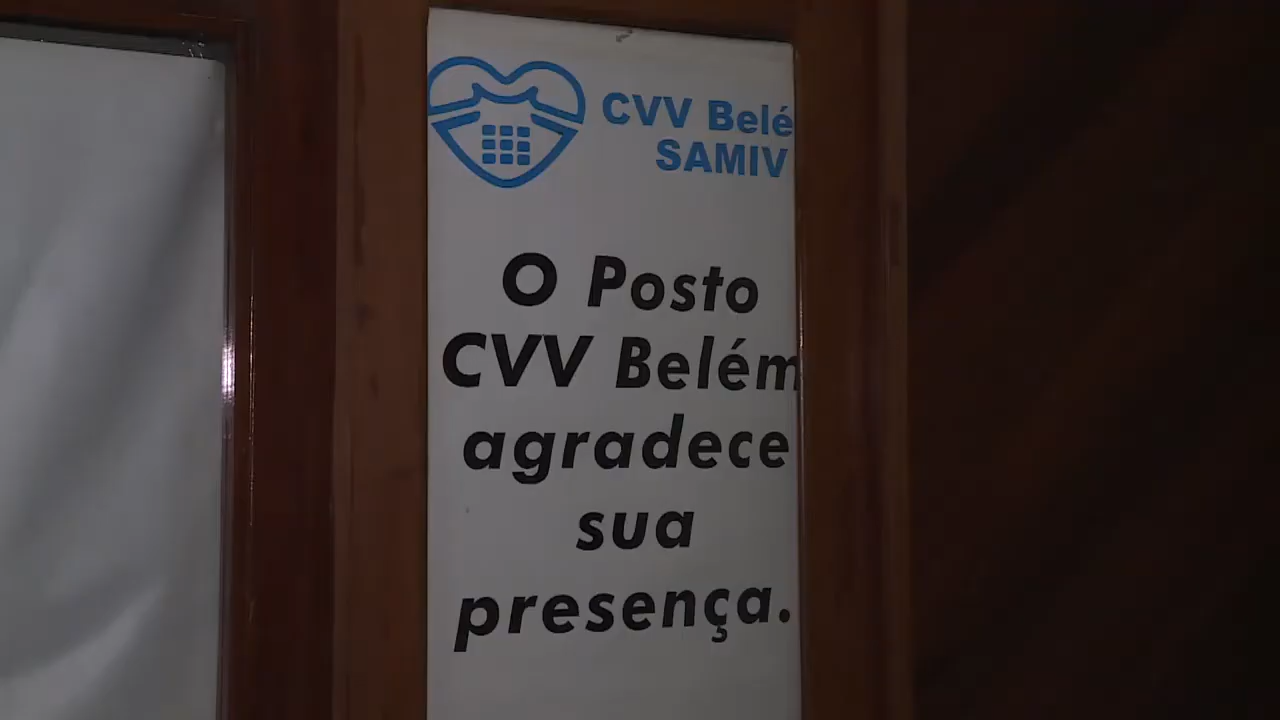 CVV Belé
SAMIV
O Posto
CVV Belém
agradece
sua
presença.